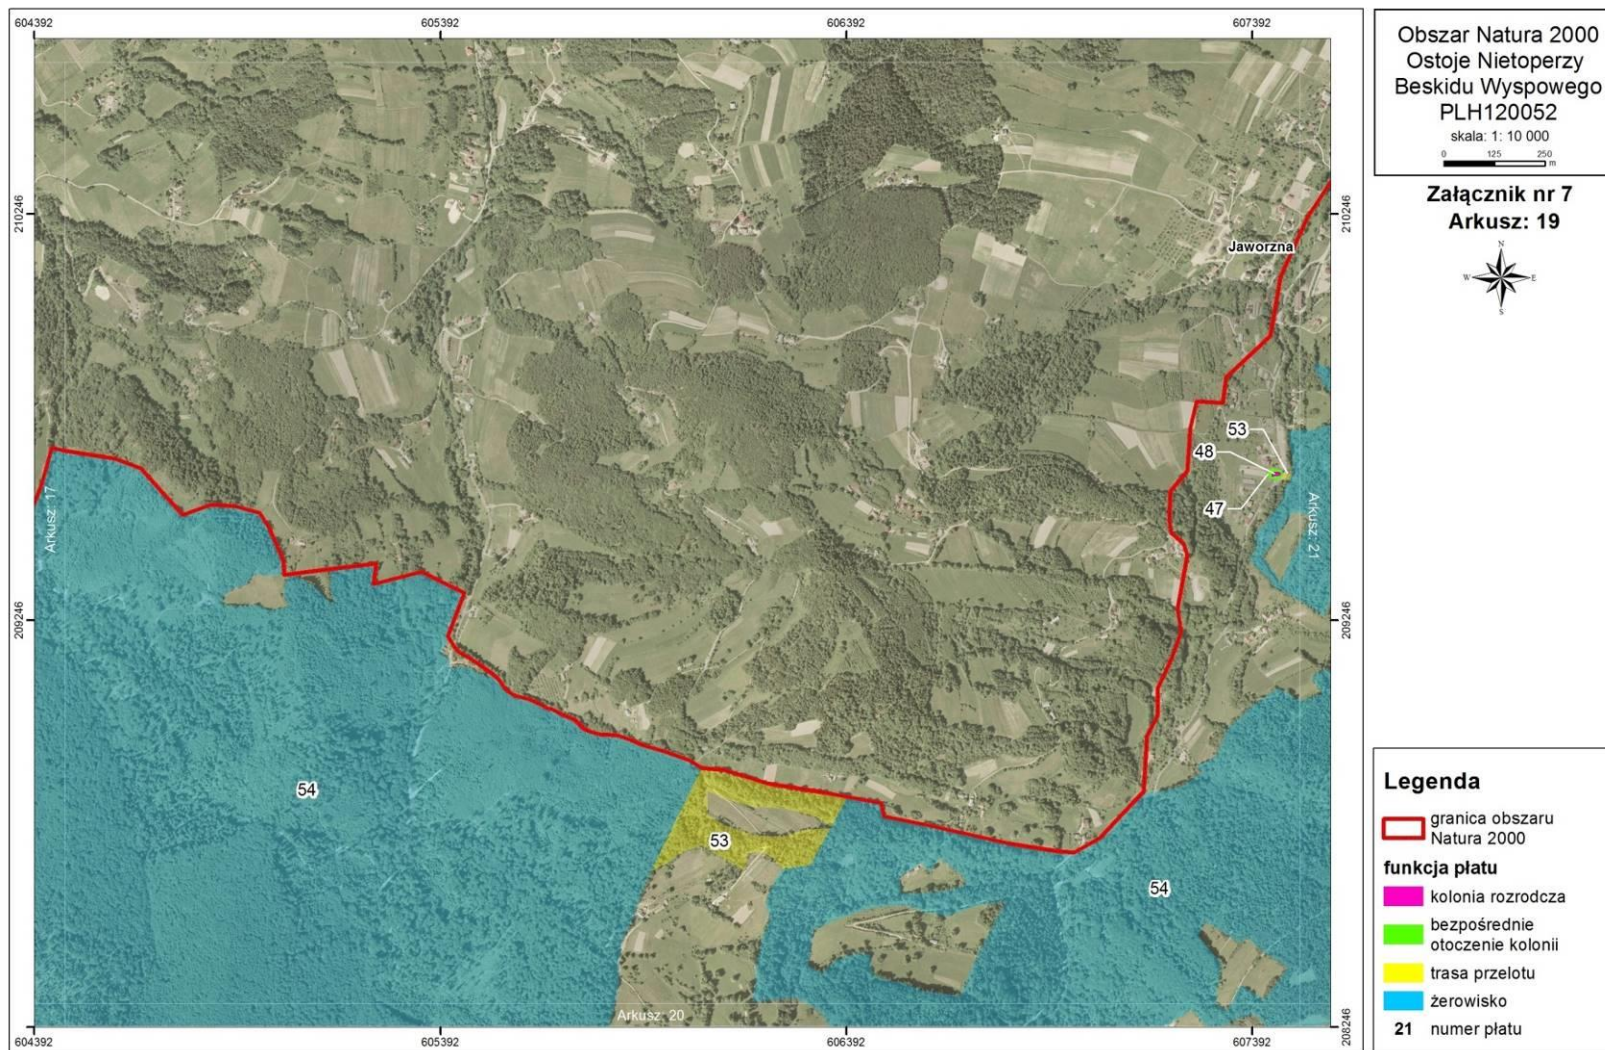 604392
605392
606392
607392
210246
210246
209246
209246
208246
604392
605392
606392
607392
Jaworzna
53
48
47
Arkusz: 17
Arkusz: 21
54
53
54
Arkusz: 20
Obszar Natura 2000
Ostoje Nietoperzy
Beskidu Wyspowego
PLH120052
skala: 1: 10 000
0 125 250
m
Załącznik nr 7
Arkusz: 19
N
W E
S
Legenda
granica obszaru
Natura 2000
funkcja płatu
kolonia rozrodcza
bezpośrednie
otoczenie kolonii
trasa przelotu
żerowisko
21 numer płatu